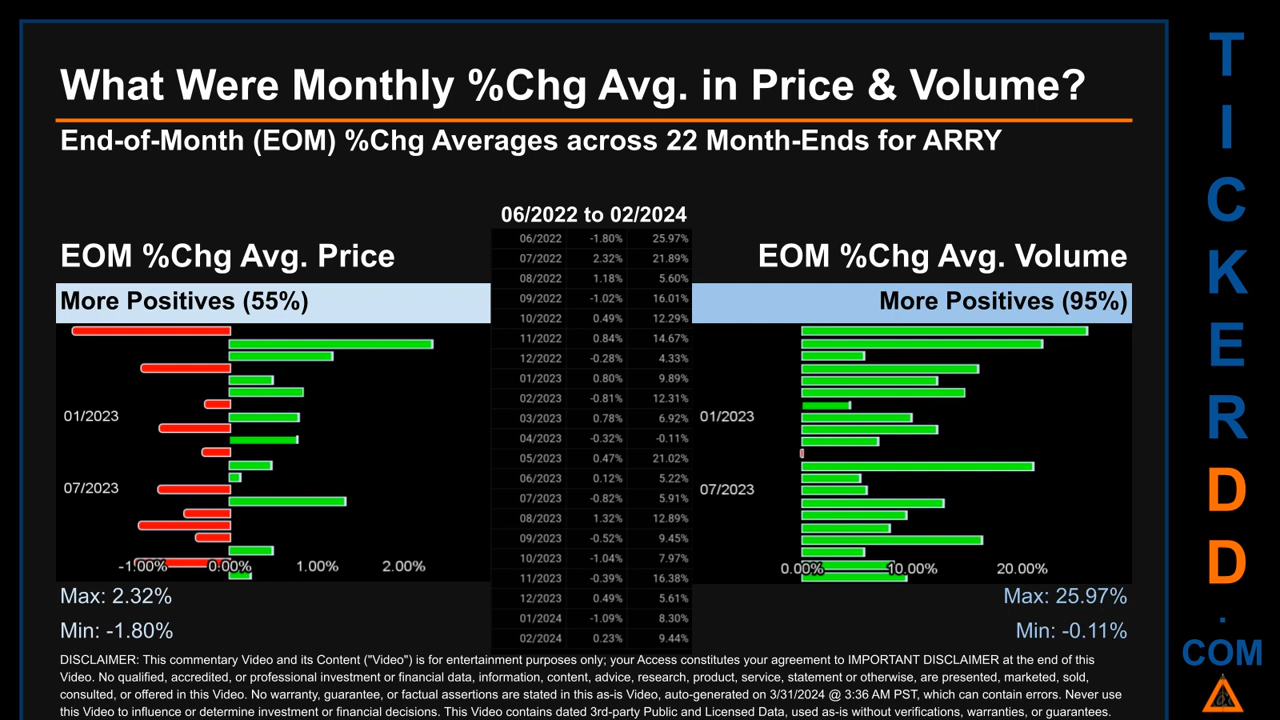 What Were Monthly %Chg Avg. in Price & Volume?
End-of-Month (EOM) %Chg Averages across 22 Month-Ends for ARRY
06/2022 to 02/2024
EOM %Chg Avg. Price
EOM %Chg Avg. Volume
More Positives (55%)
More Positives (95%)
06/2022 -1.80% 25.97%
07/2022 2.32% 21.89%
08/2022 1.18% 5.60%
09/2022 -1.02% 16.01%
10/2022 0.49% 12.29%
11/2022 0.84% 14.67%
12/2022 -0.28% 4.33%
01/2023 0.80% 9.89%
02/2023 -0.81% 12.31%
03/2023 0.78% 6.92%
04/2023 -0.32% -0.11%
05/2023 0.47% 21.02%
06/2023 0.12% 5.22%
07/2023 -0.82% 5.91%
08/2023 1.32% 12.89%
09/2023 -0.52% 9.45%
10/2023 -1.04% 7.97%
11/2023 -0.39% 16.38%
12/2023 0.49% 5.61%
01/2024 -1.09% 8.30%
02/2024 0.23% 9.44%
01/2023
07/2023
-1.00% 0.00% 1.00% 2.00%
01/2023
07/2023
0.00% 10.00% 20.00%
Max: 2.32%
Min: -1.80%
Max: 25.97%
Min: -0.11%
DISCLAIMER: This commentary Video and its Content ("Video") is for entertainment purposes only; your Access constitutes your agreement to IMPORTANT DISCLAIMER at the end of this
Video. No qualified, accredited, or professional investment or financial data, information, content, advice, research, product, service, statement or otherwise, are presented, marketed, sold,
consulted, or offered in this Video. No warranty, guarantee, or factual assertions are stated in this as-is Video, auto-generated on 3/31/2024 @ 3:36 AM PST, which can contain errors. Never use
this Video to influence or determine investment or financial decisions. This Video contains dated 3rd-party Public and Licensed Data, used as-is without verifications, warranties, or guarantees.
T
I
C
K
E
R
D
D
.
COM